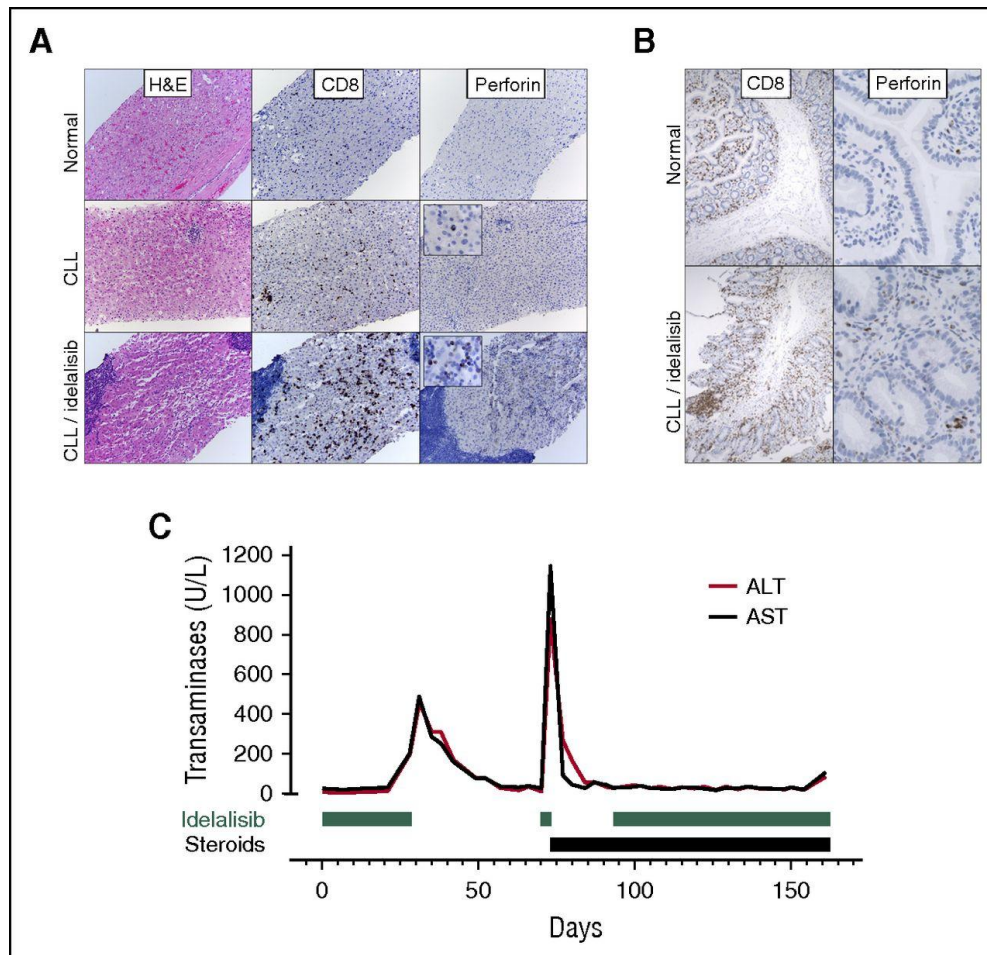 A
B
H&E
CD8
Perforin
CD8
Perforin
Normal
CLL
CLL / idelalisib
Normal
CLL / idelalisib
C
Transaminases (U/L)
1200
1000
800
600
400
200
0
ALT
AST
Idelalisib
Steroids
0
50
100
150
Days